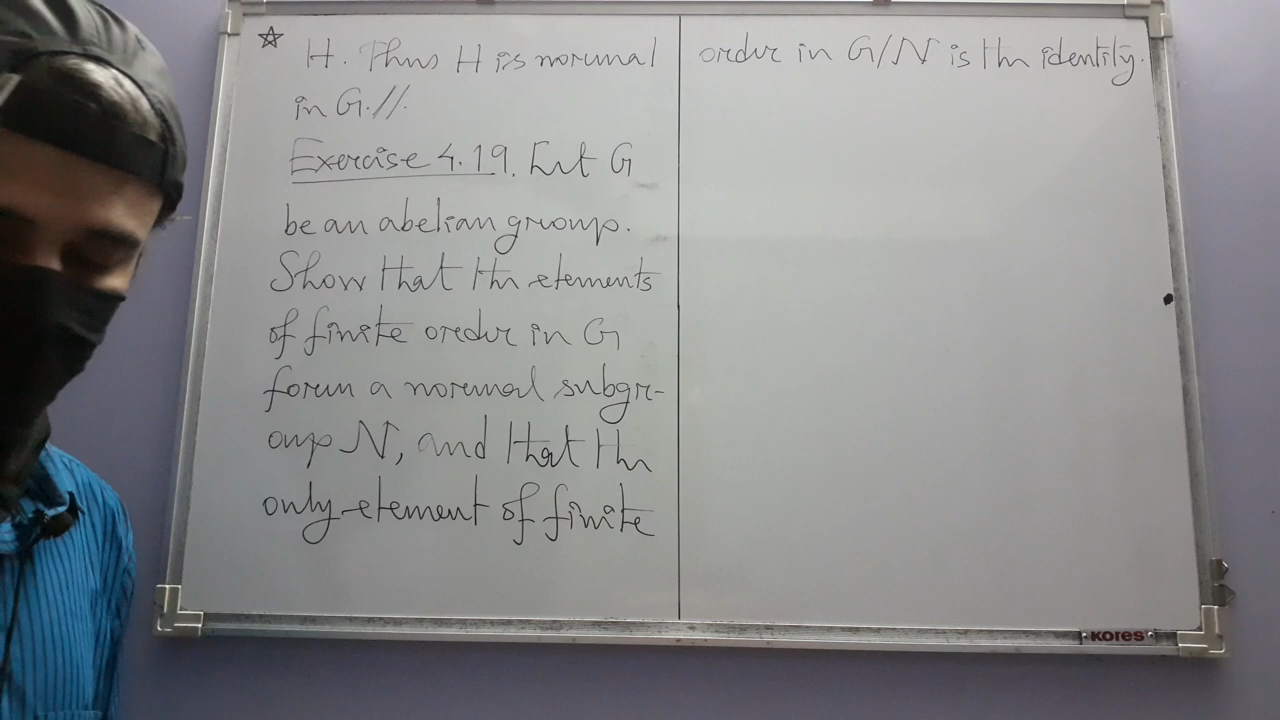 H. Thus H is normal
in G.//.
Exercise 4.19. Let G
be an abelian group.
Show that the elements
of finite order in G
form a normal subgr-
oup N, and that the
only element of finite
order in G/N is the identity.
Kores